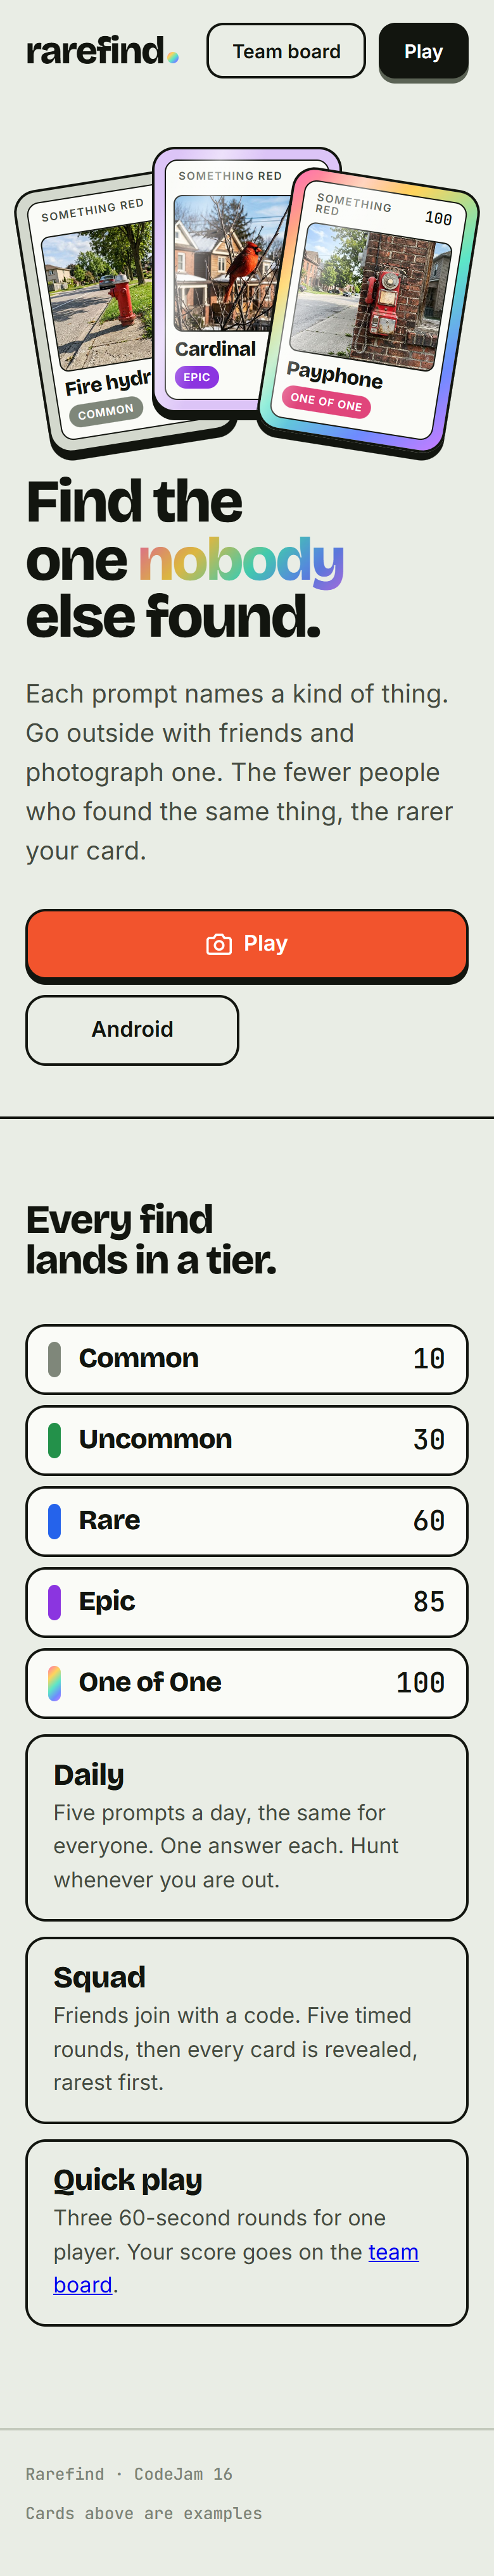 rarefind.
Team board
Play
SOMETHING RED
Fire hydr
COMMON
SOMETHING RED
Cardinal
EPIC
SOMETHING
RED
100
Payphone
ONE OF ONE
Find the
one nobody
else found.
Each prompt names a kind of thing.
Go outside with friends and
photograph one. The fewer people
who found the same thing, the rarer
your card.
Play
Android
Every find
lands in a tier.
Common 10
Uncommon 30
Rare 60
Epic 85
One of One 100
Daily
Five prompts a day, the same for
everyone. One answer each. Hunt
whenever you are out.
Squad
Friends join with a code. Five timed
rounds, then every card is revealed,
rarest first.
Quick play
Three 60-second rounds for one
player. Your score goes on the team
board.
Rarefind · CodeJam 16
Cards above are examples